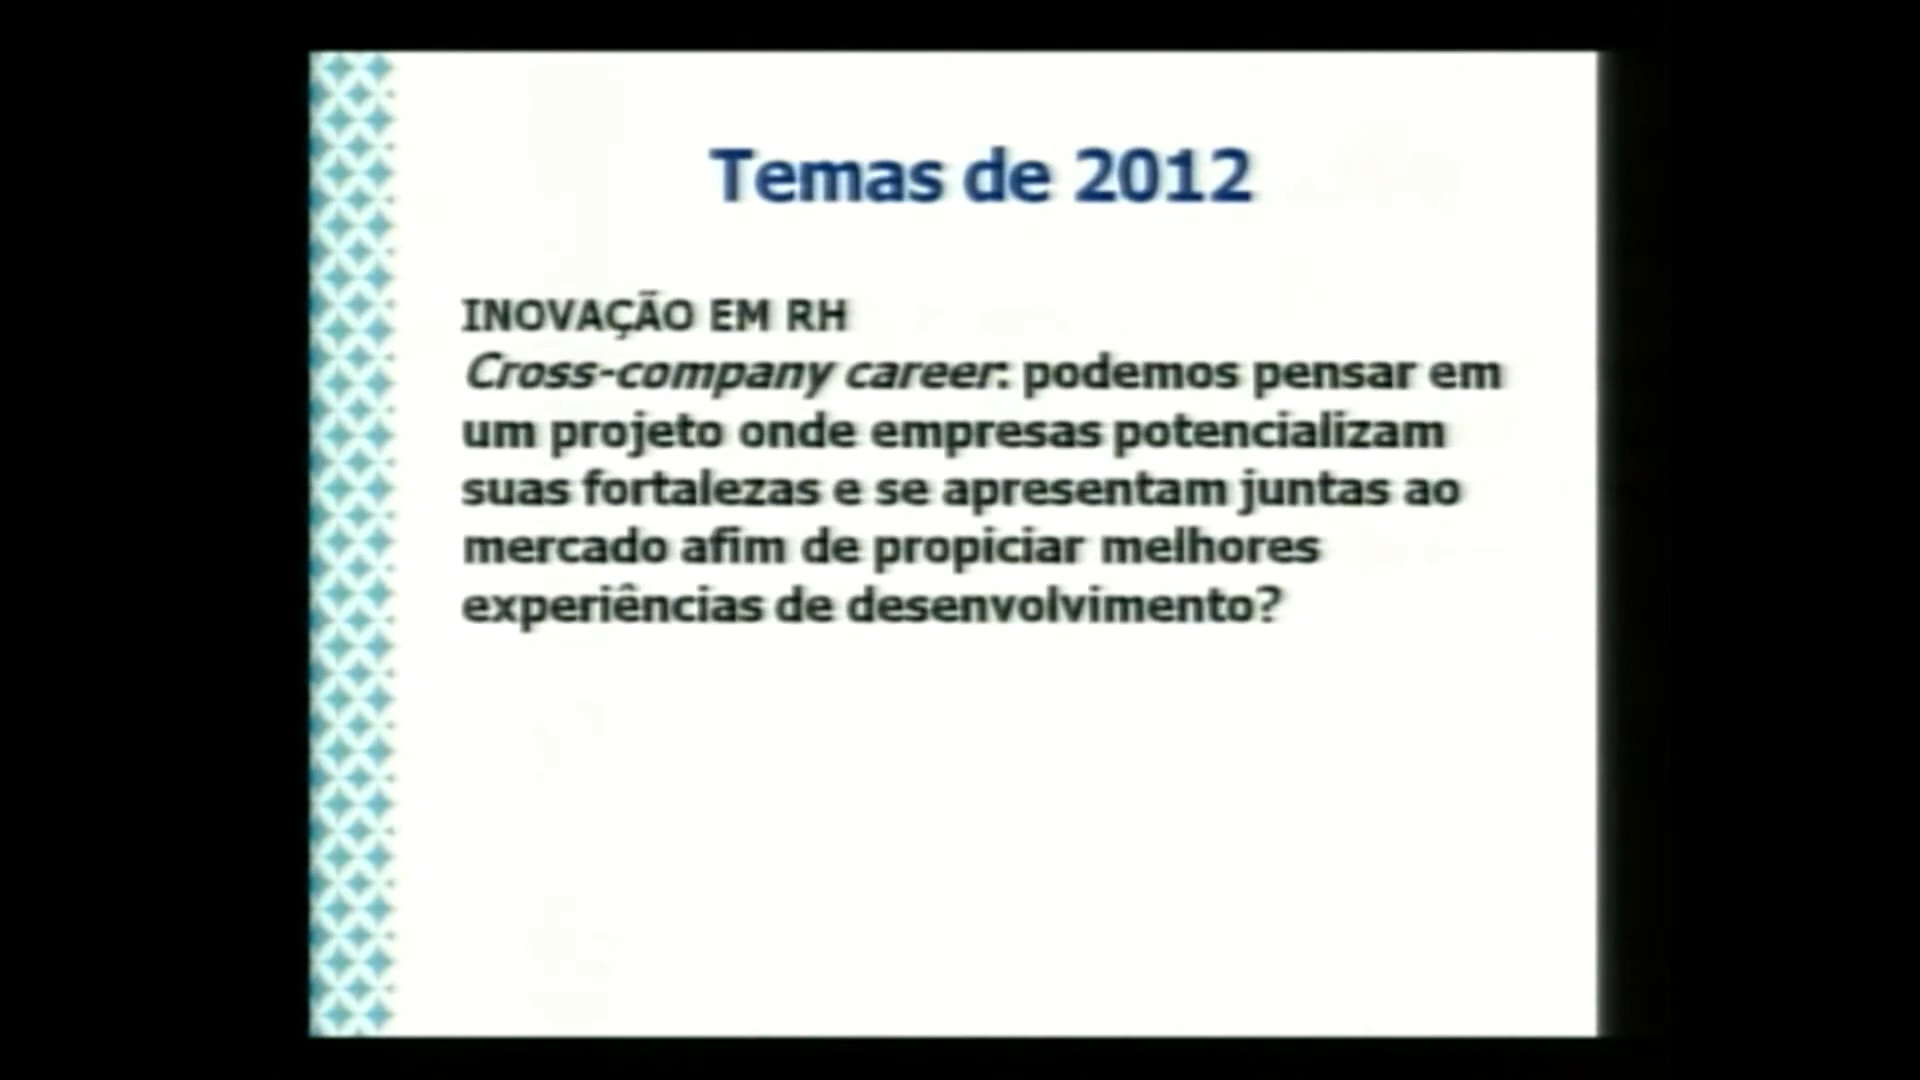 Temas de 2012
INOVAÇÃO EM RH
Cross-company career: podemos pensar em
um projeto onde empresas potencializam
suas fortalezas e se apresentam juntas ao
mercado afim de propiciar melhores
experiências de desenvolvimento?